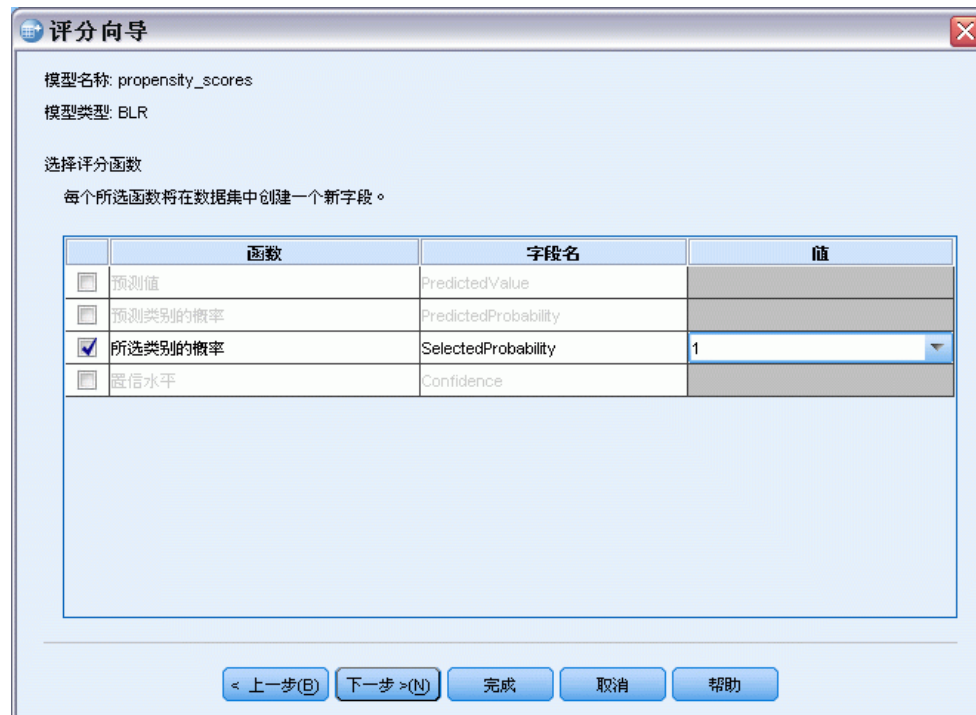 评分向导
模型名称: propensity_scores
模型类型: BLR
选择评分函数
每个所选函数将在数据集中创建一个新字段。
函数 字段名 值
预测值 PredictedValue
预测类别的概率 PredictedProbability
所选类别的概率 SelectedProbability 1
置信水平 Confidence
< 上一步(B) 下一步 >(N) 完成 取消 帮助